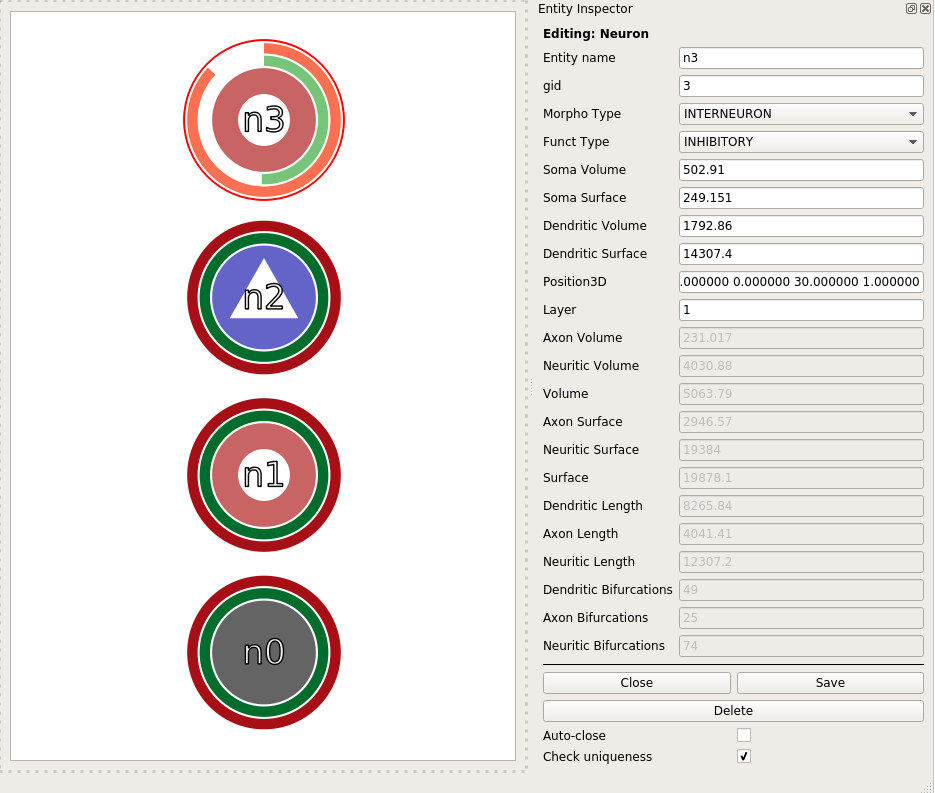 Entity Inspector
Editing: Neuron
Entity name n3
gid 3
Morpho Type INTERNEURON
Funct Type INHIBITORY
Soma Volume 502.91
Soma Surface 249.151
Dendritic Volume 1792.86
Dendritic Surface 14307.4
Position3D .000000 0.000000 30.000000 1.000000
Layer 1
Axon Volume 231.017
Neuritic Volume 4030.88
Volume 5063.79
Axon Surface 2946.57
Neuritic Surface 19384
Surface 19878.1
Dendritic Length 8265.84
Axon Length 4041.41
Neuritic Length 12307.2
Dendritic Bifurcations 49
Axon Bifurcations 25
Neuritic Bifurcations 74
Close Save
Delete
Auto-close
Check uniqueness
n3
n2
n1
n0